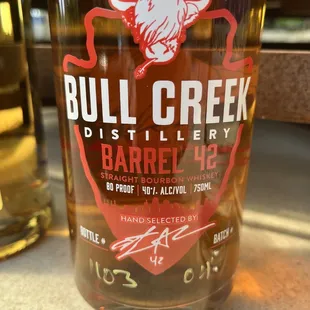 BULL CREEK
DISTILLERY
BARREL 42
STRAIGHT BOURBON WHISKEY
80 PROOF | 40% ALC/VOL | 750ML
HAND SELECTED BY:
42
BOTTLE # BATCH #
1103